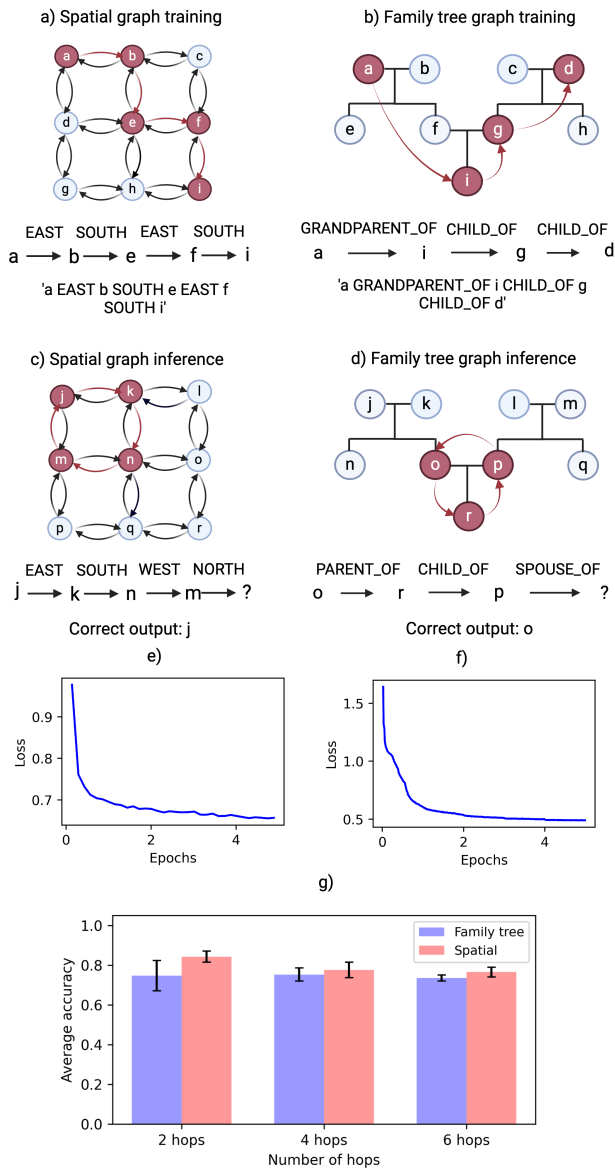 a) Spatial graph training
a b c
d e f
g h i
EAST SOUTH EAST SOUTH
a b e f i
'a EAST b SOUTH e EAST f
SOUTH i'
b) Family tree graph training
a b c d
e f g h
i
GRANDPARENT_OF CHILD_OF CHILD_OF
a i g d
'a GRANDPARENT_OF i CHILD_OF g
CHILD_OF d'
c) Spatial graph inference
j k l
m n o
p q r
EAST SOUTH WEST NORTH
j k n m ?
Correct output: j
d) Family tree graph inference
j k l m
n o p q
r
PARENT_OF CHILD_OF SPOUSE_OF
o r p ?
Correct output: o
e)
Loss
0.9
0.8
0.7
0 2 4
Epochs
f)
Loss
1.5
1.0
0.5
0 2 4
Epochs
g)
Average accuracy
1.0
0.8
0.6
0.4
0.2
0.0
Family tree
Spatial
2 hops 4 hops 6 hops
Number of hops